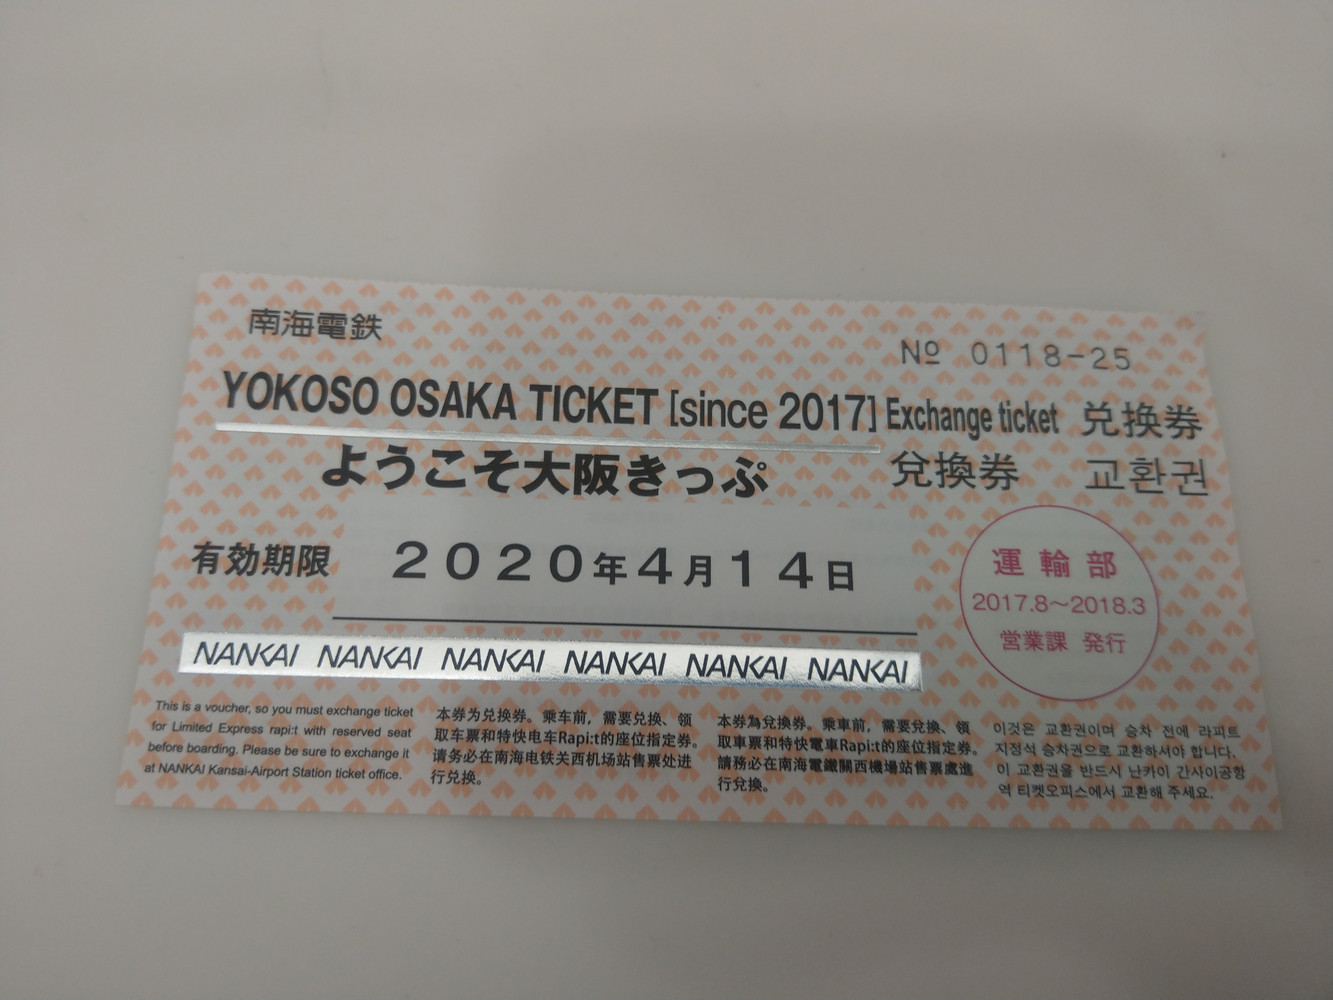 南海電鉄
Nº 0118-25
YOKOSO OSAKA TICKET [since 2017] Exchange ticket 兑换券
ようこそ大阪きっぷ 兌換券 교환권
有効期限 2020年4月14日
運輸部
2017.8～2018.3
営業課 発行
NANKAI NANKAI NANKAI NANKAI NANKAI NANKAI
This is a voucher, so you must exchange ticket
for Limited Express rapi:t with reserved seat
before boarding. Please be sure to exchange it
at NANKAI Kansai-Airport Station ticket office.
本券为兑换券。乘车前，需要兑换、领
取车票和特快电车Rapi:t的座位指定券。
请务必在南海电铁关西机场站售票处进
行兑换。
本券為兌換券。乘車前，需要兌換、領
取車票和特快電車Rapi:t的座位指定券。
請務必在南海電鐵關西機場站售票處進
行兌換。
이것은 교환권이며 승차 전에 라피트
지정석 승차권으로 교환하셔야 합니다.
이 교환권을 반드시 난카이 간사이공항
역 티켓오피스에서 교환해 주세요.